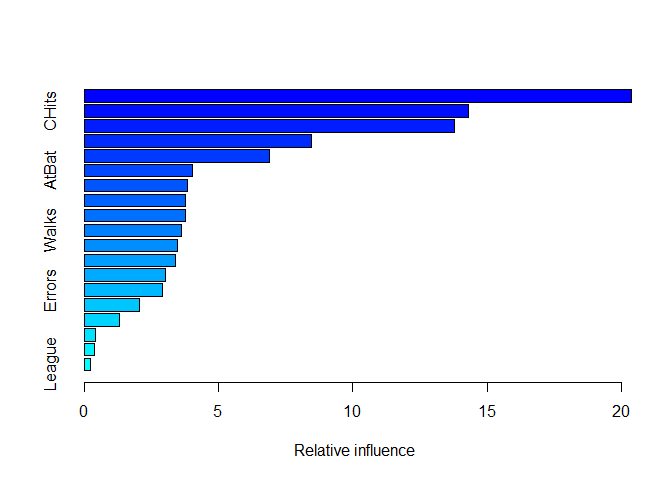 CHits
AtBat
Walks
Errors
League
0 5 10 15 20
Relative influence